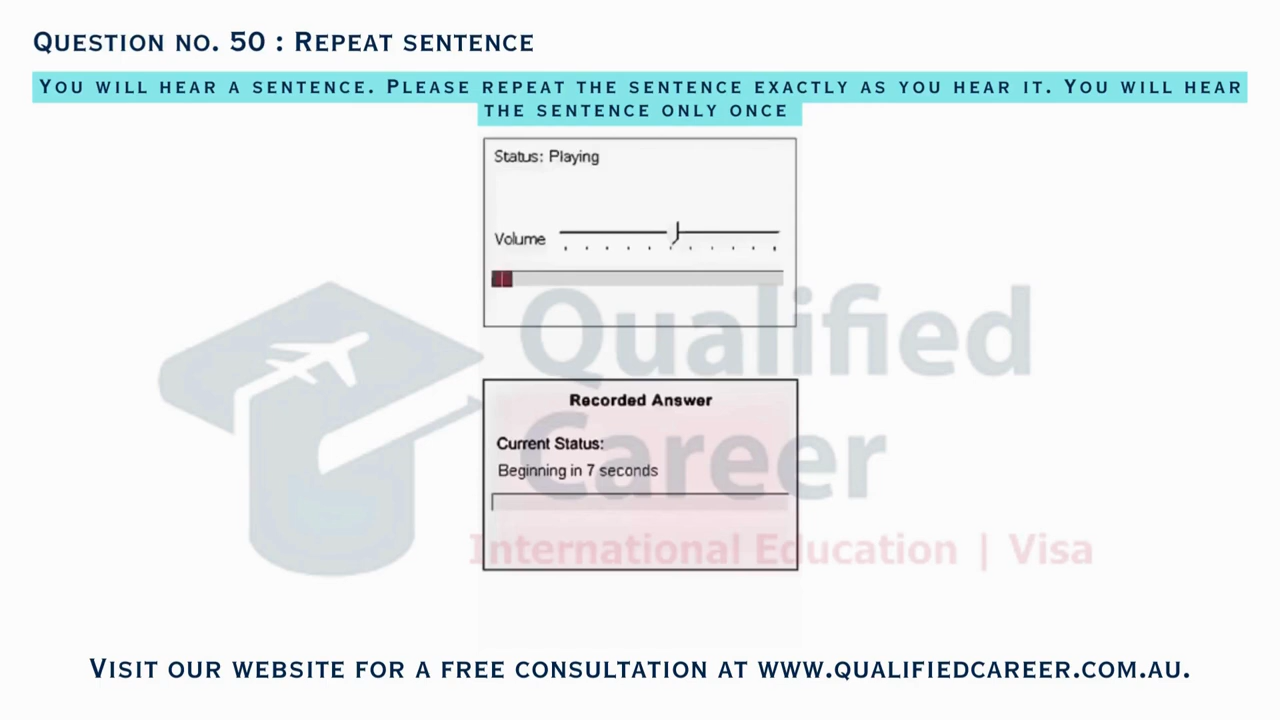 Question no. 50 : Repeat sentence
You will hear a sentence. Please repeat the sentence exactly as you hear it. You will hear
the sentence only once
Status: Playing
Volume
Qualified
Career
International Education | Visa
Recorded Answer
Current Status:
Beginning in 7 seconds
Visit our website for a free consultation at www.qualifiedcareer.com.au.